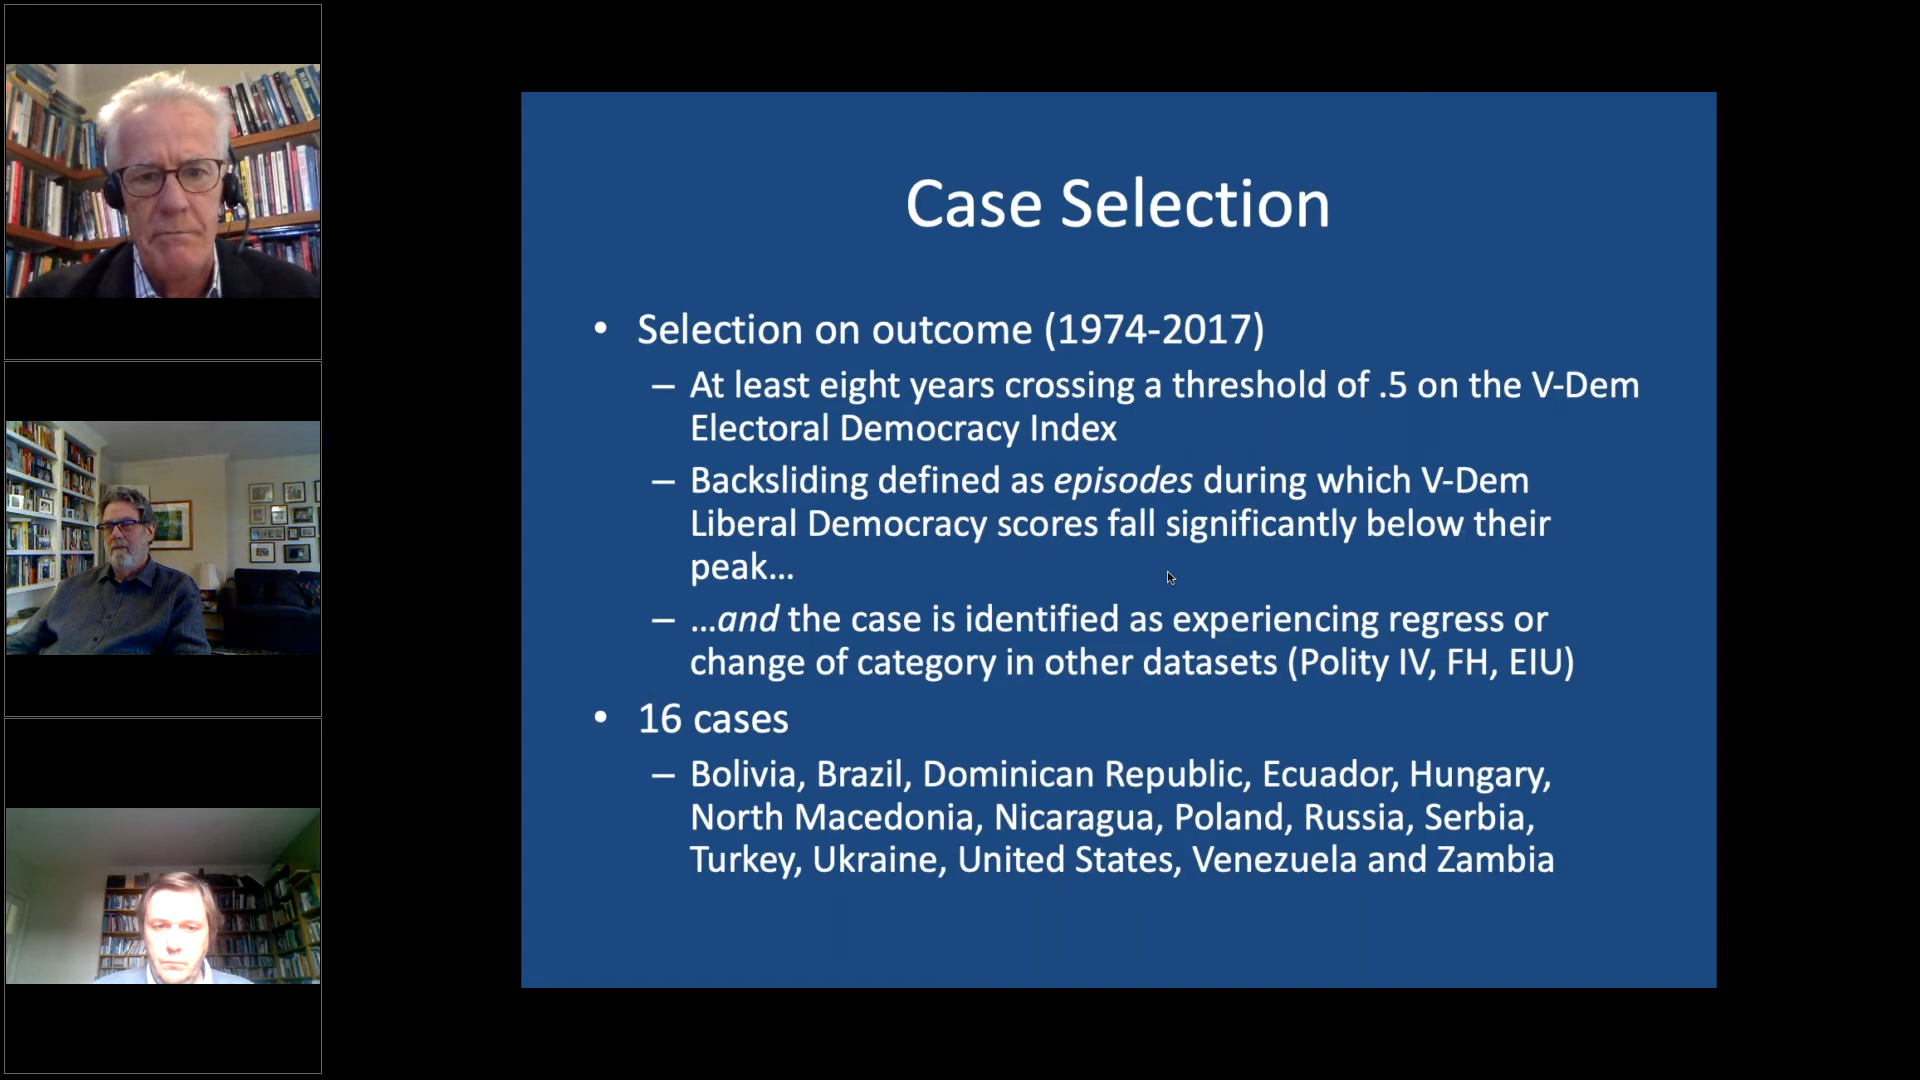 Case Selection
• Selection on outcome (1974-2017)
– At least eight years crossing a threshold of .5 on the V-Dem
Electoral Democracy Index
– Backsliding defined as episodes during which V-Dem
Liberal Democracy scores fall significantly below their
peak…
– …and the case is identified as experiencing regress or
change of category in other datasets (Polity IV, FH, EIU)
• 16 cases
– Bolivia, Brazil, Dominican Republic, Ecuador, Hungary,
North Macedonia, Nicaragua, Poland, Russia, Serbia,
Turkey, Ukraine, United States, Venezuela and Zambia